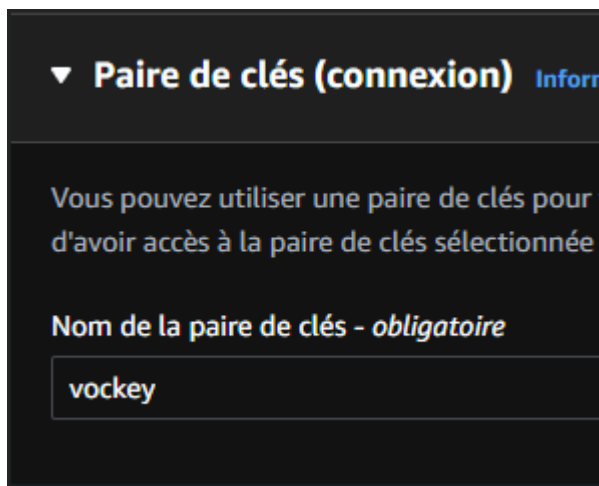 Paire de clés (connexion)
Vous pouvez utiliser une paire de clés pour
d'avoir accès à la paire de clés sélectionnée
Nom de la paire de clés - obligatoire
vockey